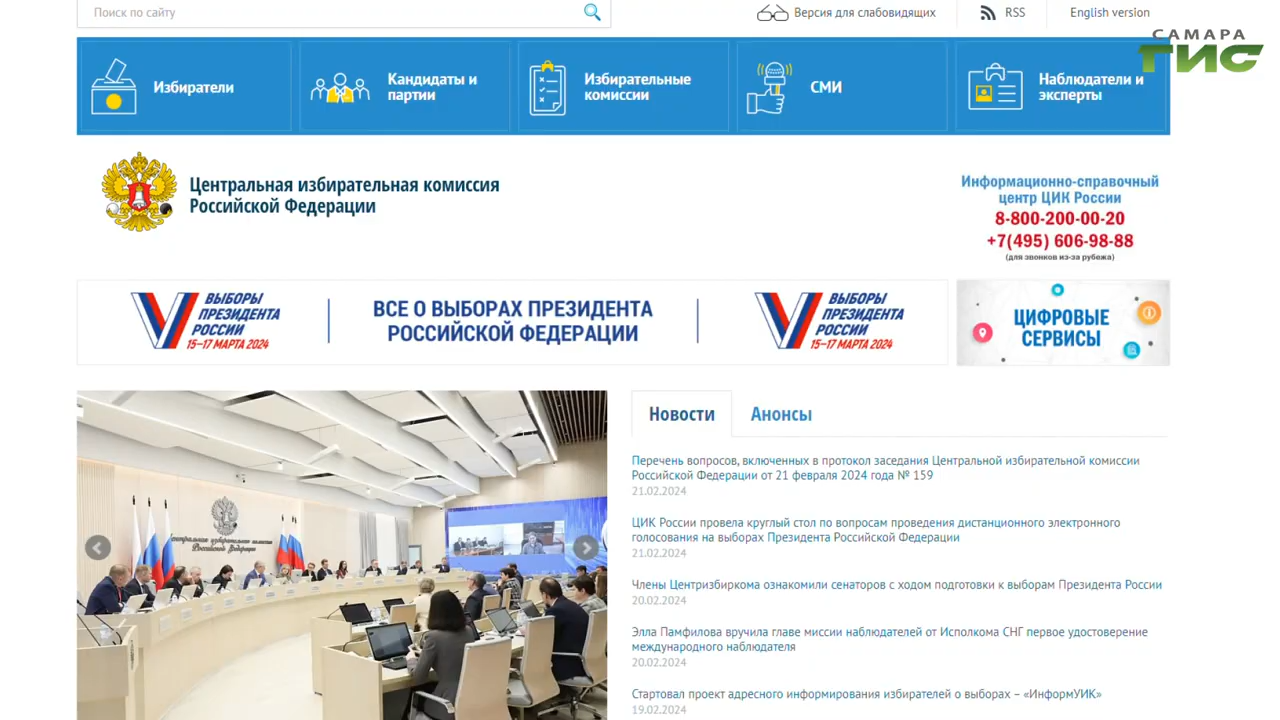 Поиск по сайту
Версия для слабовидящих
RSS
English version
САМАРА
ГИС
Избиратели
Кандидаты и
партии
Избирательные
комиссии
СМИ
Наблюдатели и
эксперты
Центральная избирательная комиссия
Российской Федерации
Информационно-справочный
центр ЦИК России
8-800-200-00-20
+7(495) 606-98-88
(для звонков из-за рубежа)
ВЫБОРЫ
ПРЕЗИДЕНТА
РОССИИ
15–17 МАРТА 2024
ВСЕ О ВЫБОРАХ ПРЕЗИДЕНТА
РОССИЙСКОЙ ФЕДЕРАЦИИ
ВЫБОРЫ
ПРЕЗИДЕНТА
РОССИИ
15–17 МАРТА 2024
ЦИФРОВЫЕ
СЕРВИСЫ
Центральная избирательная комиссия
Российской Федерации
Новости
Анонсы
Перечень вопросов, включенных в протокол заседания Центральной избирательной комиссии
Российской Федерации от 21 февраля 2024 года № 159
21.02.2024
ЦИК России провела круглый стол по вопросам проведения дистанционного электронного
голосования на выборах Президента Российской Федерации
21.02.2024
Члены Центризбиркома ознакомили сенаторов с ходом подготовки к выборам Президента России
20.02.2024
Элла Памфилова вручила главе миссии наблюдателей от Исполкома СНГ первое удостоверение
международного наблюдателя
20.02.2024
Стартовал проект адресного информирования избирателей о выборах – «ИнформУИК»
19.02.2024